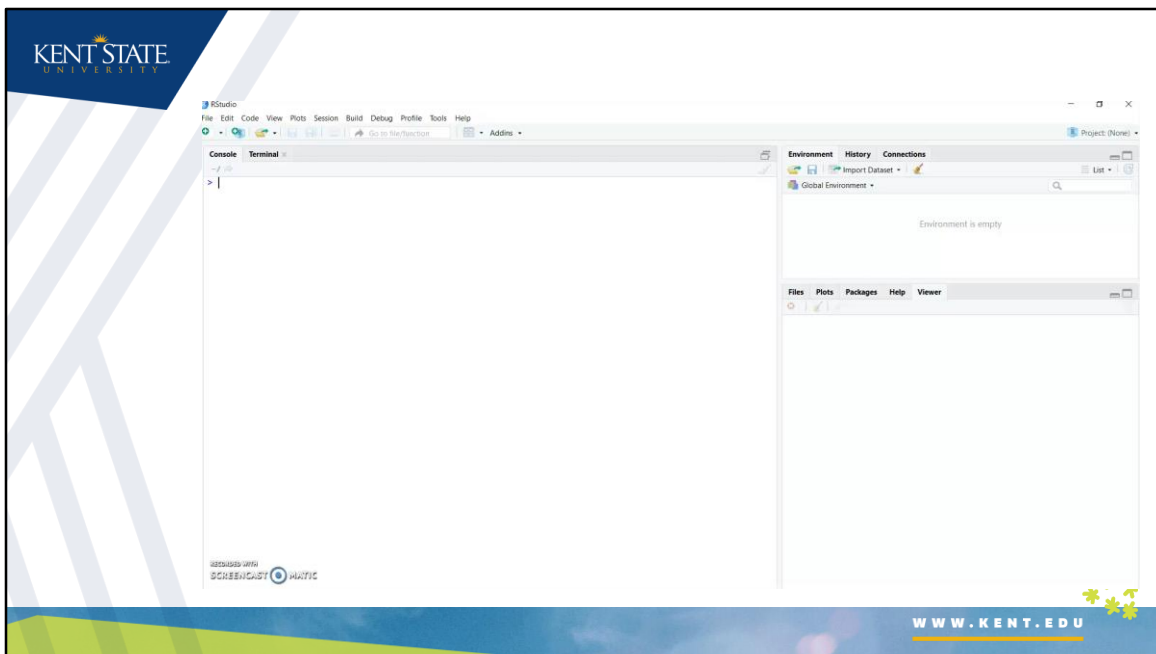 KENT STATE
UNIVERSITY
RStudio
File Edit Code View Plots Session Build Debug Profile Tools Help
Go to file/function Addins
Project: (None)
Console Terminal
~/
>
Environment History Connections
Import Dataset
List
Global Environment
Environment is empty
Files Plots Packages Help Viewer
RECORDED WITH
SCREENCAST MATIC
WWW.KENT.EDU